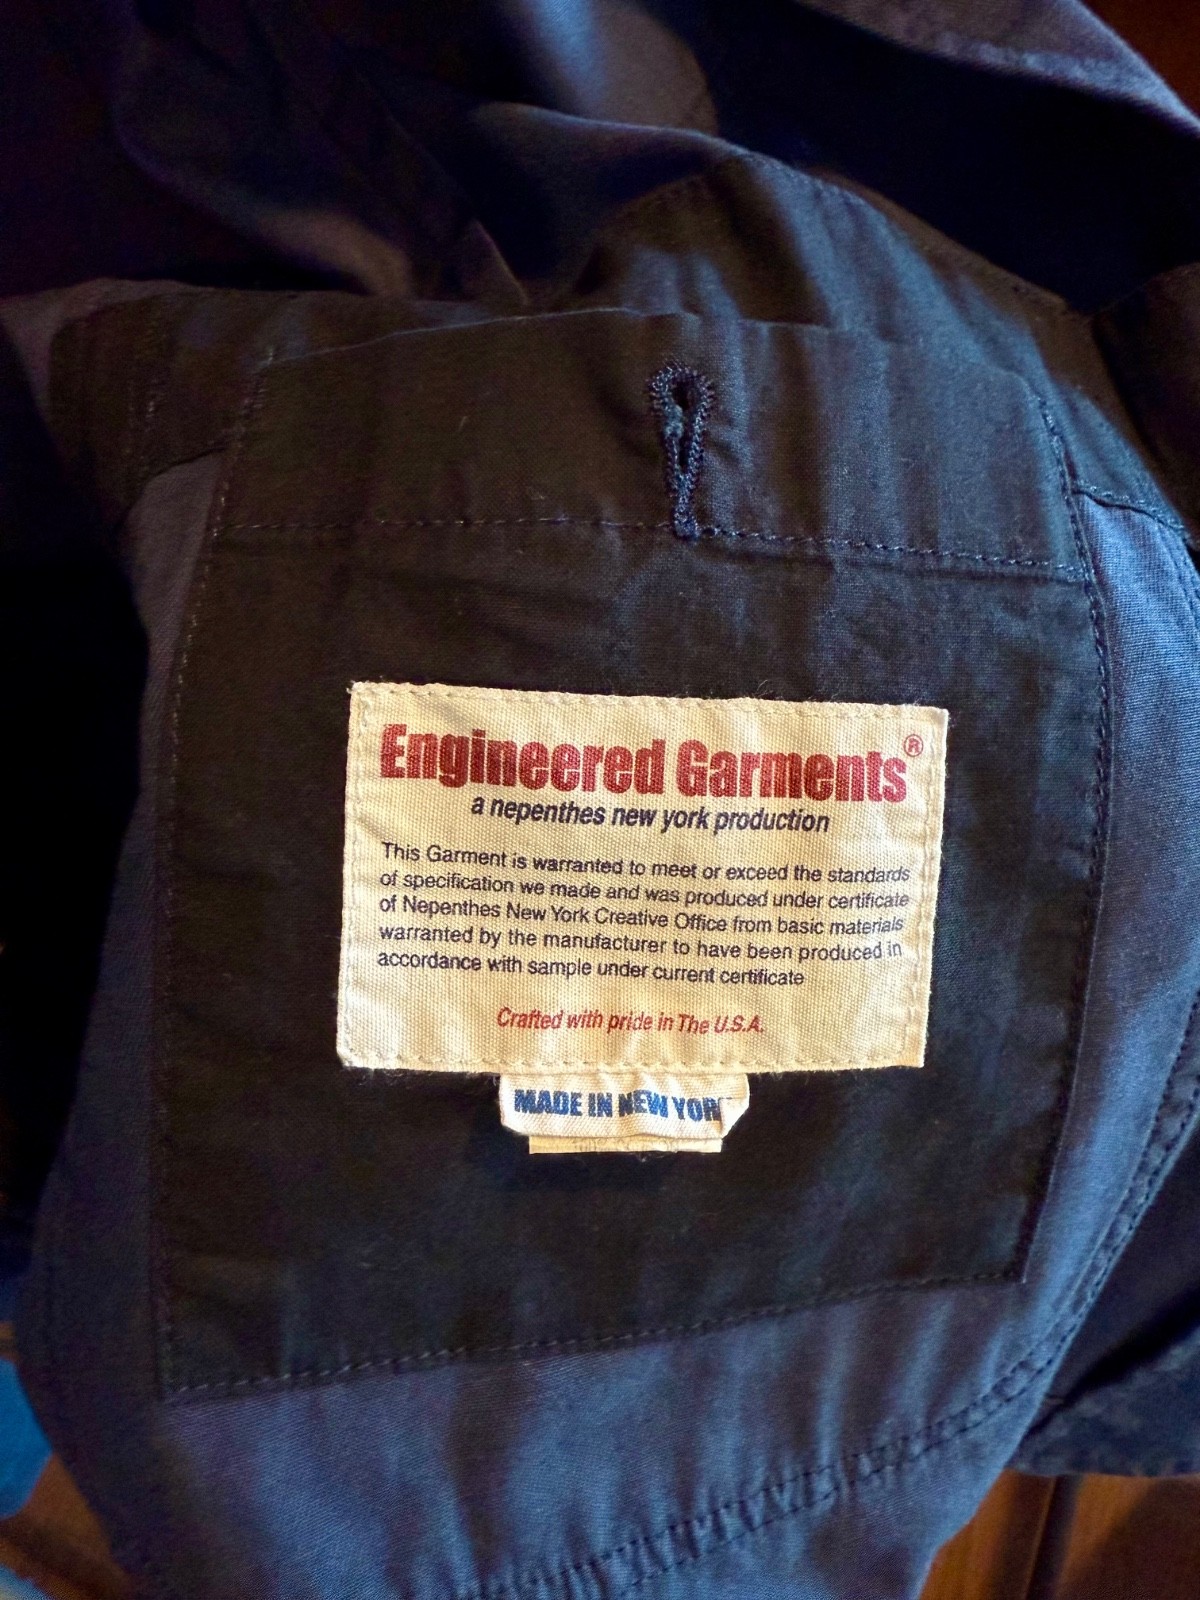 Engineered Garments®
a nepenthes new york production
This Garment is warranted to meet or exceed the standards
of specification we made and was produced under certificate
of Nepenthes New York Creative Office from basic materials
warranted by the manufacturer to have been produced in
accordance with sample under current certificate
Crafted with pride in The U.S.A.
MADE IN NEW YOR